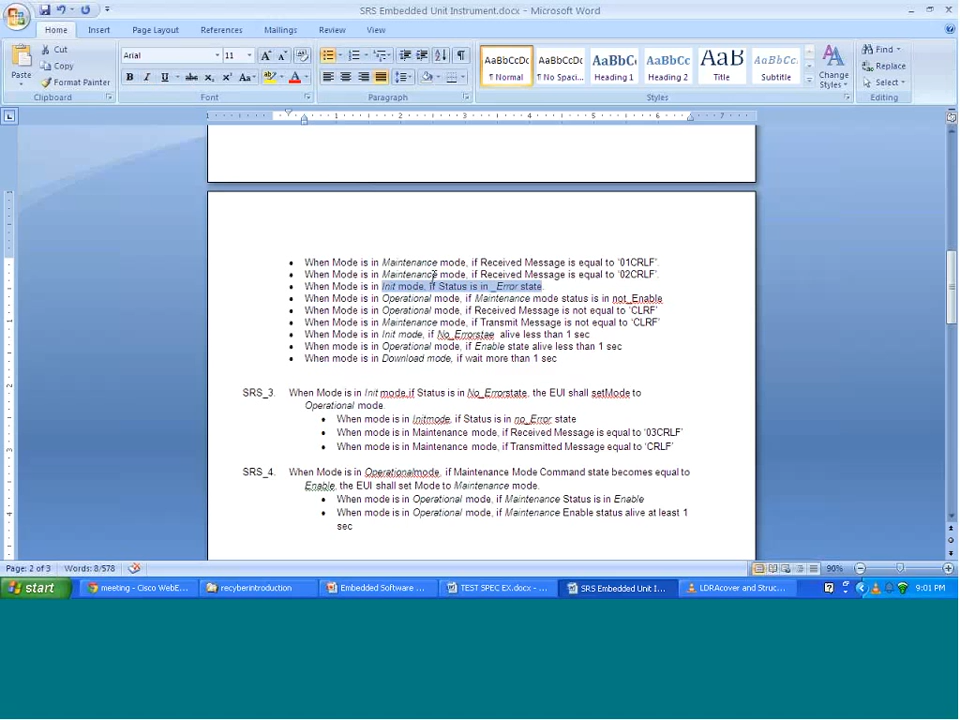 SRS Embedded Unit Instrument.docx - Microsoft Word
Home Insert Page Layout References Mailings Review View
Paste Cut Copy Format Painter
Arial 11
AaBbCcDc AaBbCcDc AaBbC AaBbCc AaB AaBbCc.
¶ Normal ¶ No Spaci... Heading 1 Heading 2 Title Subtitle
Change Styles
Find Replace Select
Clipboard Font Paragraph Styles Editing
1 1 2 3 4 5 6 7
• When Mode is in Maintenance mode, if Received Message is equal to '01CRLF'.
• When Mode is in Maintenance mode, if Received Message is equal to '02CRLF'.
• When Mode is in Init mode, if Status is in _Error state.
• When Mode is in Operational mode, if Maintenance mode status is in not_Enable
• When Mode is in Operational mode, if Received Message is not equal to 'CLRF'
• When Mode is in Maintenance mode, if Transmit Message is not equal to 'CLRF'
• When mode is in Init mode, if No_Errorstae alive less than 1 sec
• When mode is in Operational mode, if Enable state alive less than 1 sec
• When mode is in Download mode, if wait more than 1 sec
SRS_3. When Mode is in Init mode,if Status is in No_Errorstate, the EUI shall setMode to
Operational mode.
• When mode is in Initmode, if Status is in no_Error state
• When mode is in Maintenance mode, if Received Message is equal to '03CRLF'
• When mode is in Maintenance mode, if Transmitted Message equal to 'CRLF'
SRS_4. When Mode is in Operationalmode, if Maintenance Mode Command state becomes equal to
Enable, the EUI shall set Mode to Maintenance mode.
• When mode is in Operational mode, if Maintenance Status is in Enable
• When mode is in Operational mode, if Maintenance Enable status alive at least 1
sec
Page: 2 of 3 Words: 8/578 90%
start meeting - Cisco WebE... recyberintroduction Embedded Software ... TEST SPEC EX.docx - ... SRS Embedded Unit I... LDRAcover and Struc... 9:01 PM